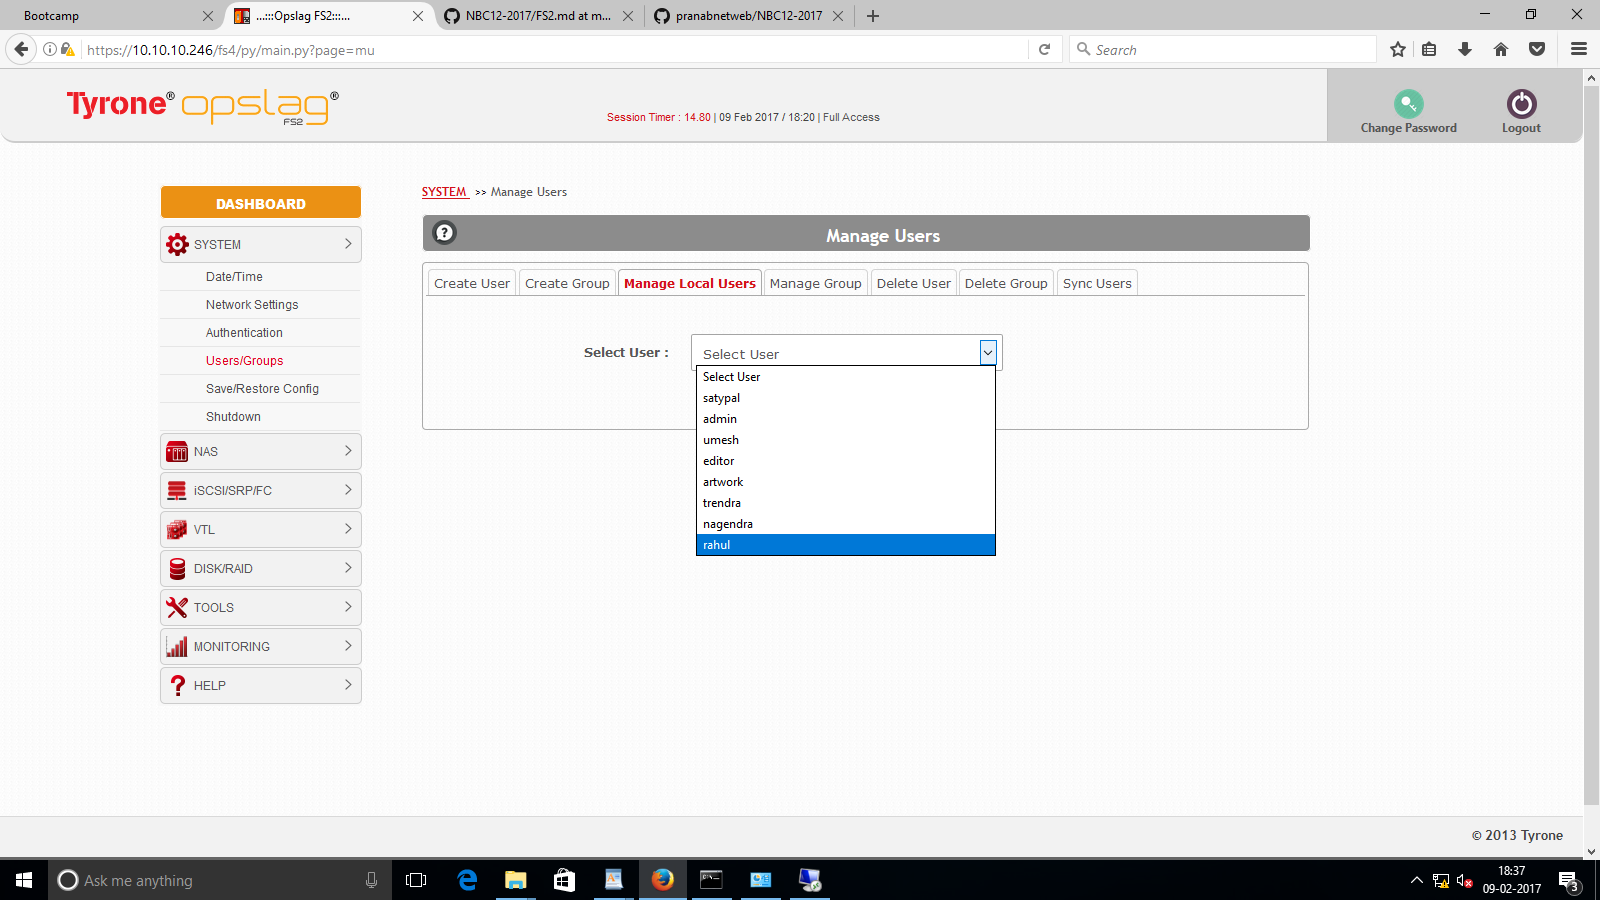 Bootcamp
...:::Opslag FS2:::...
NBC12-2017/FS2.md at m...
pranabnetweb/NBC12-2017
https://10.10.10.246/fs4/py/main.py?page=mu
Search
Tyrone® opslag®
FS2
Session Timer : 14.80 | 09 Feb 2017 / 18:20 | Full Access
Change Password
Logout
SYSTEM >> Manage Users
DASHBOARD
Manage Users
SYSTEM
Date/Time
Network Settings
Authentication
Users/Groups
Save/Restore Config
Shutdown
NAS
iSCSI/SRP/FC
VTL
DISK/RAID
TOOLS
MONITORING
HELP
Create User
Create Group
Manage Local Users
Manage Group
Delete User
Delete Group
Sync Users
Select User :
Select User
Select User
satypal
admin
umesh
editor
artwork
trendra
nagendra
rahul
© 2013 Tyrone
Ask me anything
18:37
09-02-2017
3